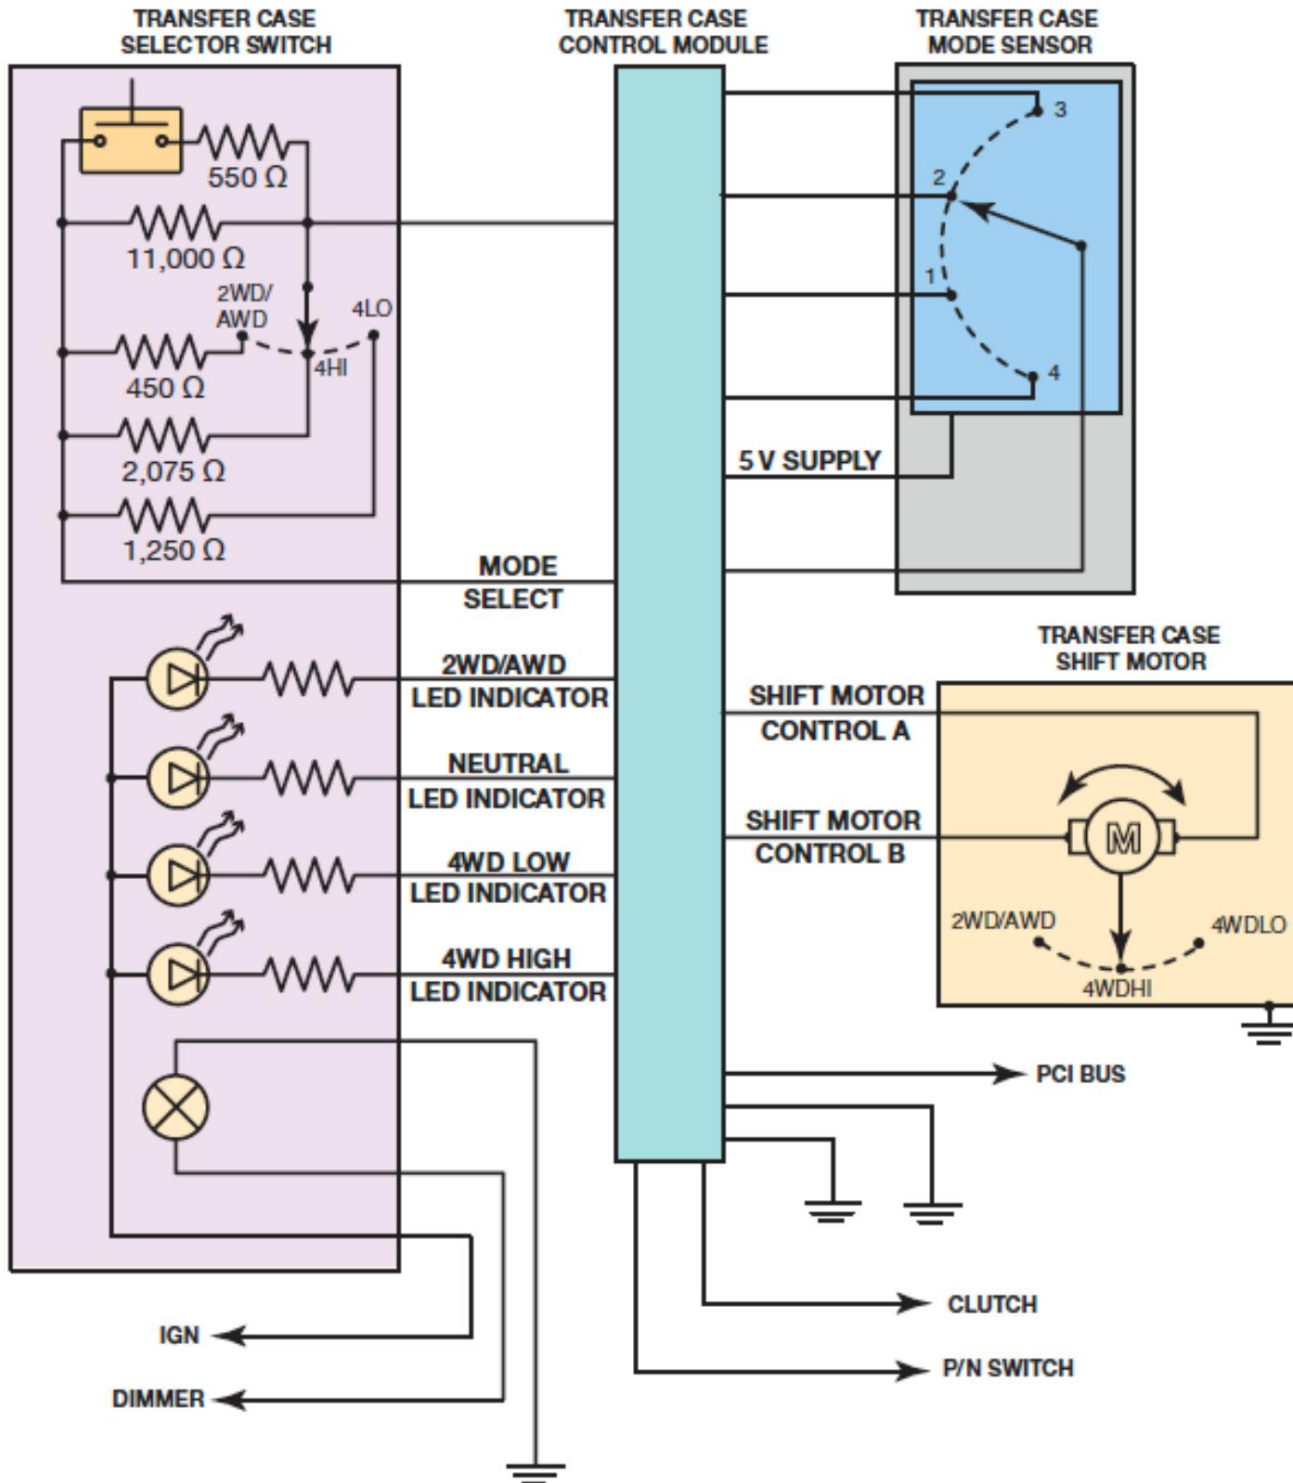 TRANSFER CASE
SELECTOR SWITCH
TRANSFER CASE
CONTROL MODULE
TRANSFER CASE
MODE SENSOR
550 Ω
11,000 Ω
2WD/
AWD
4LO
4HI
450 Ω
2,075 Ω
1,250 Ω
3
2
1
4
5 V SUPPLY
MODE
SELECT
2WD/AWD
LED INDICATOR
NEUTRAL
LED INDICATOR
4WD LOW
LED INDICATOR
4WD HIGH
LED INDICATOR
TRANSFER CASE
SHIFT MOTOR
SHIFT MOTOR
CONTROL A
SHIFT MOTOR
CONTROL B
M
2WD/AWD
4WDLO
4WDHI
PCI BUS
CLUTCH
P/N SWITCH
IGN
DIMMER